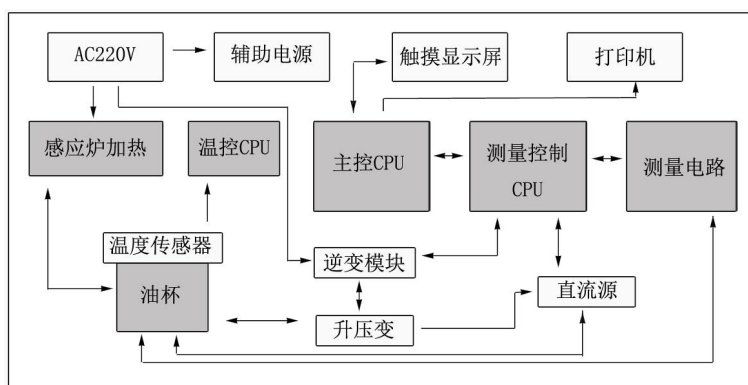 AC220V
辅助电源
触摸显示屏
打印机
感应炉加热
温控CPU
主控CPU
测量控制
CPU
测量电路
温度传感器
油杯
逆变模块
直流源
升压变